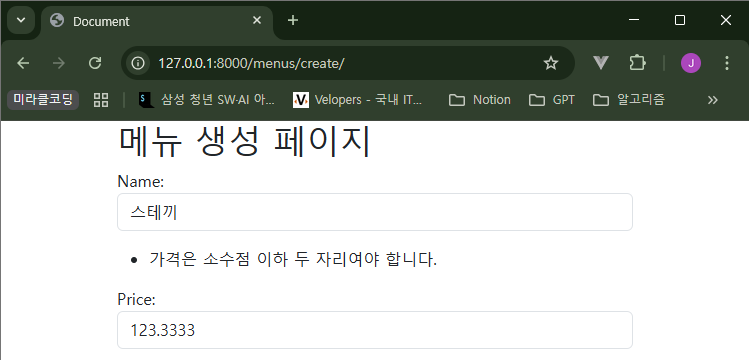 Document
127.0.0.1:8000/menus/create/
J
미라클코딩
삼성 청년 SW·AI 아...
Velopers - 국내 IT...
Notion
GPT
알고리즘
메뉴 생성 페이지
Name:
스테끼
가격은 소수점 이하 두 자리여야 합니다.
Price:
123.3333